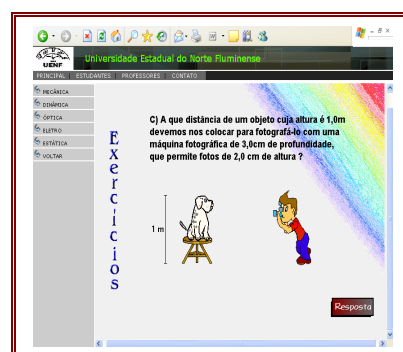 UENF
Universidade Estadual do Norte Fluminense
PRINCIPAL | ESTUDANTES | PROFESSORES | CONTATO
MECÂNICA
DINÂMICA
ÓPTICA
ELETRO
ESTÁTICA
VOLTAR
Exercícios
C) A que distância de um objeto cuja altura é 1,0m
devemos nos colocar para fotografá-lo com uma
máquina fotográfica de 3,0cm de profundidade,
que permite fotos de 2,0 cm de altura ?
1 m
Resposta